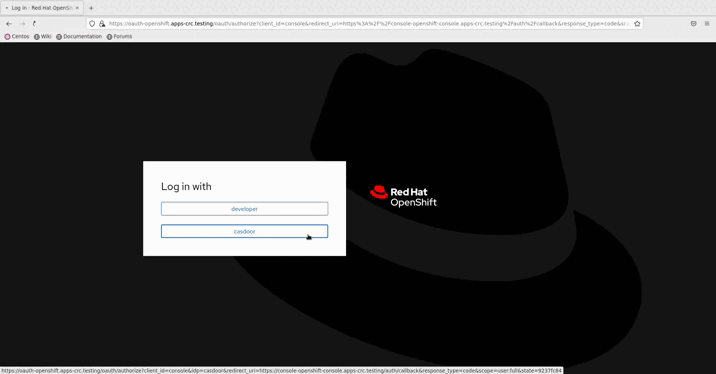 Log in - Red Hat OpenSh
https://oauth-openshift.apps-crc.testing/oauth/authorize?client_id=console&redirect_uri=https%3A%2F%2Fconsole-openshift-console.apps-crc.testing%2Fauth%2Fcallback&response_type=code&s
Centos Wiki Documentation Forums
Log in with
developer
casdoor
Red Hat
OpenShift
https://oauth-openshift.apps-crc.testing/oauth/authorize?client_id=console&idp=casdoor&redirect_uri=https://console-openshift-console.apps-crc.testing/auth/callback&response_type=code&scope=user:full&state=9237fc84